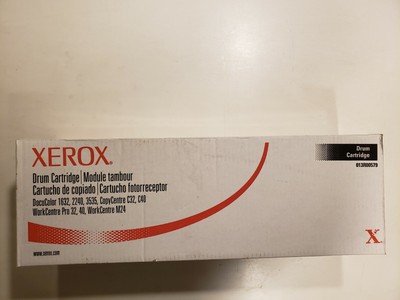 XEROX®
Drum Cartridge | Module tambour
Cartucho de copiado | Cartucho fotorreceptor
DocuColor 1632, 2240, 3535, CopyCentre C32, C40
WorkCentre Pro 32, 40, WorkCentre M24
Drum
Cartridge
013R00579
www.xerox.com
X